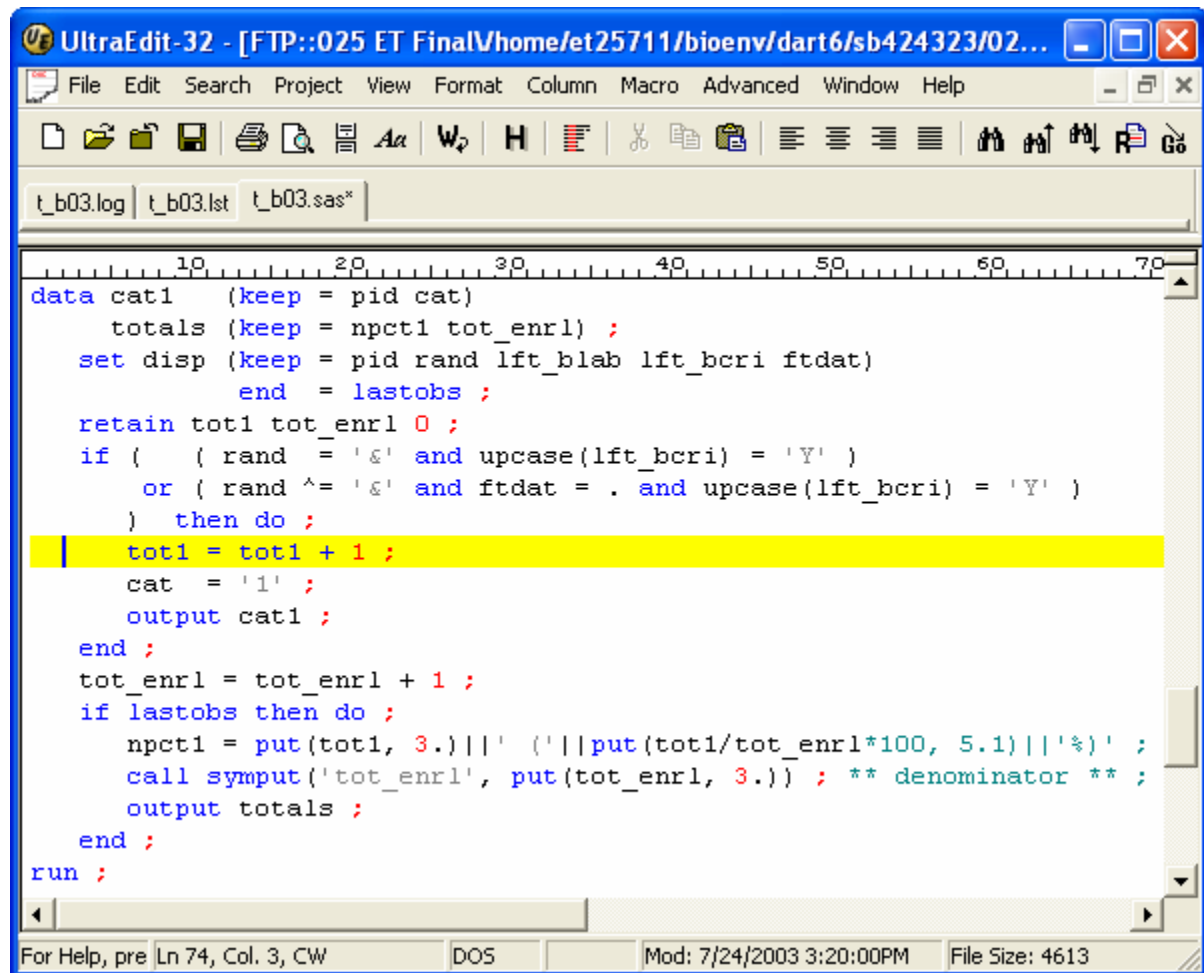 UltraEdit-32 - [FTP::025 ET Final\/home/et25711/bioenv/dart6/sb424323/02...
File Edit Search Project View Format Column Macro Advanced Window Help
t_b03.log t_b03.lst t_b03.sas*
10 20 30 40 50 60 70
data cat1   (keep = pid cat)
     totals (keep = npct1 tot_enrl) ;
   set disp (keep = pid rand lft_blab lft_bcri ftdat)
             end  = lastobs ;
   retain tot1 tot_enrl 0 ;
   if (   ( rand  = '&' and upcase(lft_bcri) = 'Y' )
       or ( rand ^= '&' and ftdat = . and upcase(lft_bcri) = 'Y' )
      )  then do ;
      tot1 = tot1 + 1 ;
      cat  = '1' ;
      output cat1 ;
   end ;
   tot_enrl = tot_enrl + 1 ;
   if lastobs then do ;
      npct1 = put(tot1, 3.)||' ('||put(tot1/tot_enrl*100, 5.1)||'%)' ;
      call symput('tot_enrl', put(tot_enrl, 3.)) ; ** denominator ** ;
      output totals ;
   end ;
run ;
For Help, pre Ln 74, Col. 3, CW DOS Mod: 7/24/2003 3:20:00PM File Size: 4613